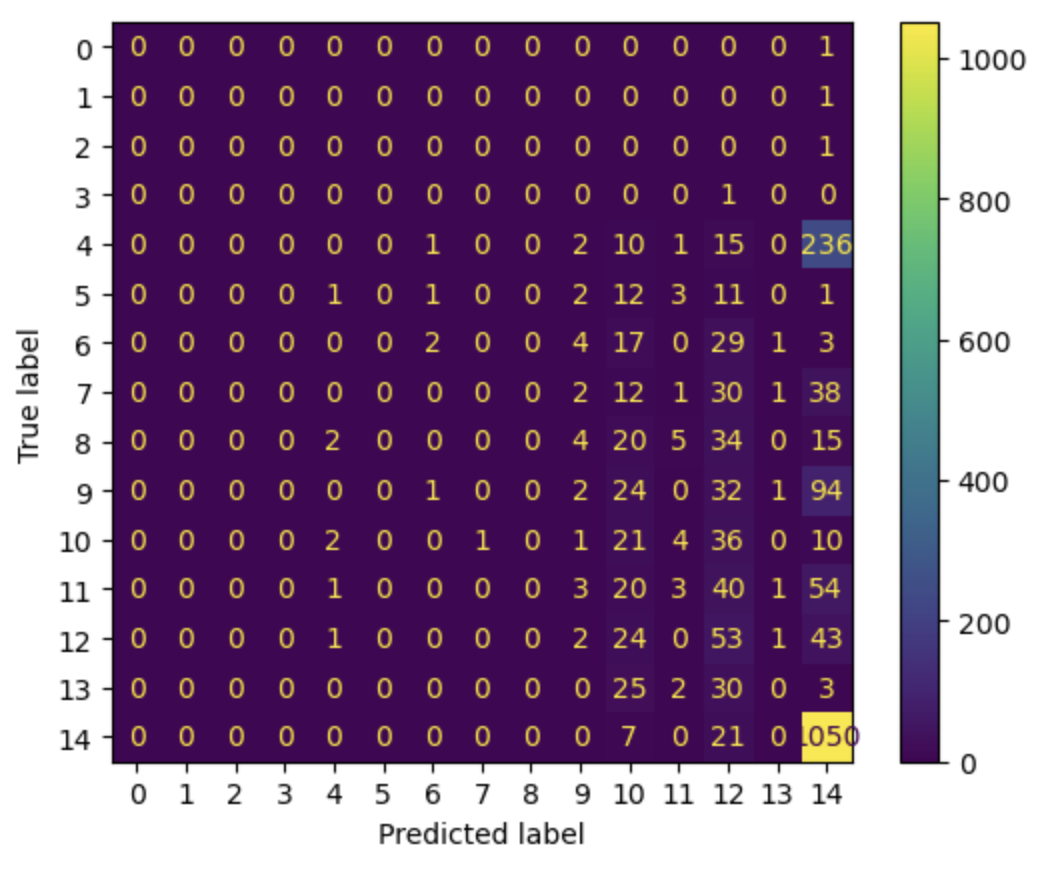 0 0 0 0 0 0 0 0 0 0 0 0 0 0 0 1
1 0 0 0 0 0 0 0 0 0 0 0 0 0 0 1
2 0 0 0 0 0 0 0 0 0 0 0 0 0 0 1
3 0 0 0 0 0 0 0 0 0 0 0 0 1 0 0
4 0 0 0 0 0 0 1 0 0 2 10 1 15 0 236
5 0 0 0 0 1 0 1 0 0 2 12 3 11 0 1
6 0 0 0 0 0 0 2 0 0 4 17 0 29 1 3
7 0 0 0 0 0 0 0 0 0 2 12 1 30 1 38
8 0 0 0 0 2 0 0 0 0 4 20 5 34 0 15
9 0 0 0 0 0 0 1 0 0 2 24 0 32 1 94
10 0 0 0 0 2 0 0 1 0 1 21 4 36 0 10
11 0 0 0 0 1 0 0 0 0 3 20 3 40 1 54
12 0 0 0 0 1 0 0 0 0 2 24 0 53 1 43
13 0 0 0 0 0 0 0 0 0 0 25 2 30 0 3
14 0 0 0 0 0 0 0 0 0 0 7 0 21 0 1050
0 1 2 3 4 5 6 7 8 9 10 11 12 13 14
Predicted label
True label
1000
800
600
400
200
0